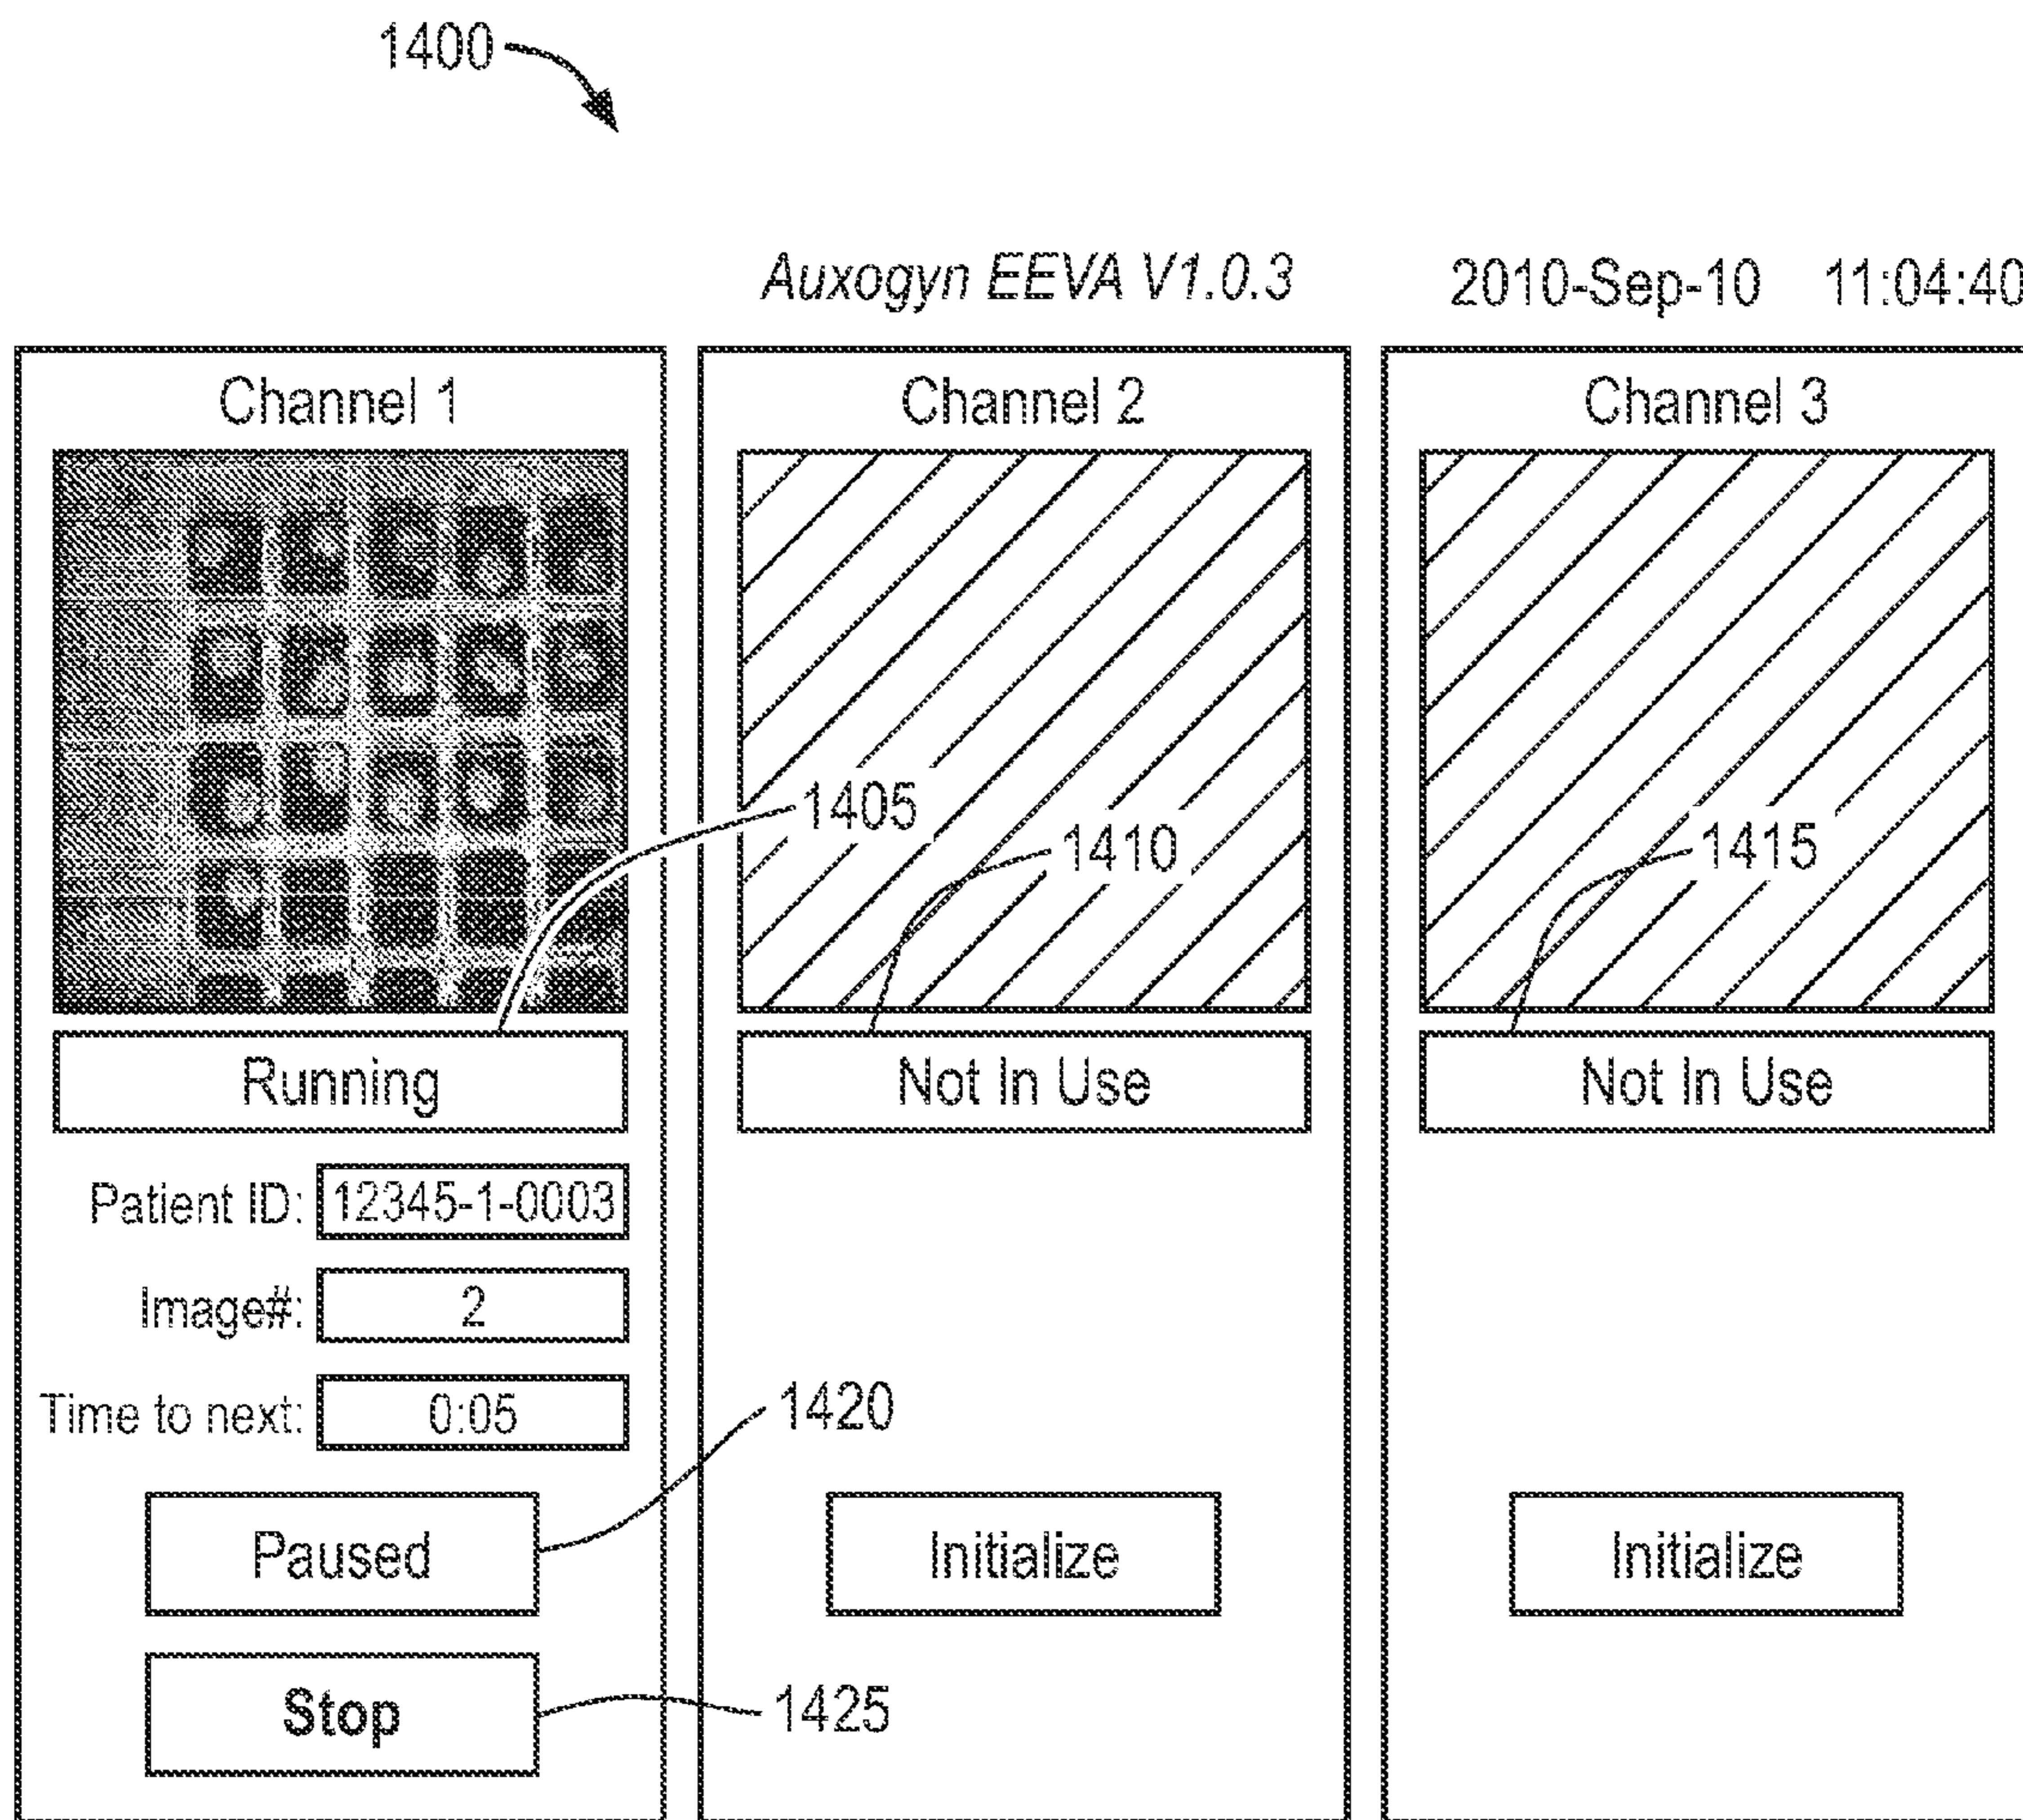 1400
Auxogyn EEVA V1.0.3 2010-Sep-10 11:04:40
Channel 1
Running
1405
Patient ID: 12345-1-0003
Image#: 2
Time to next: 0:05
Paused
1420
Stop
1425
Channel 2
1410
Not In Use
Initialize
Channel 3
1415
Not In Use
Initialize